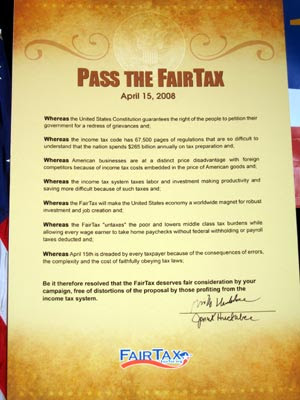 PASS THE FAIRTAX
April 15, 2008
Whereas the United States Constitution guarantees the right of the people to petition their
government for a redress of grievances and;
Whereas the income tax code has 67,500 pages of regulations that are so difficult to
understand that the nation spends $265 billion annually on tax preparation and,
Whereas American businesses are at a distinct price disadvantage with foreign
competitors because of income tax costs embedded in the price of American goods and;
Whereas the income tax system taxes labor and investment making productivity and
saving more difficult because of such taxes and;
Whereas the FairTax will make the United States economy a worldwide magnet for robust
investment and job creation and;
Whereas the FairTax "untaxes" the poor and lowers middle class tax burdens while
allowing every wage earner to take home paychecks without federal withholding or payroll
taxes deducted and;
Whereas April 15th is dreaded by every taxpayer because the consequences of errors,
the complexity and the cost of faithfully obeying tax laws;
Be it therefore resolved that the FairTax deserves fair consideration by your
campaign, free of distortions of the proposal by those profiting from the
income tax system.
Janet Huckabee
FAIRTAX